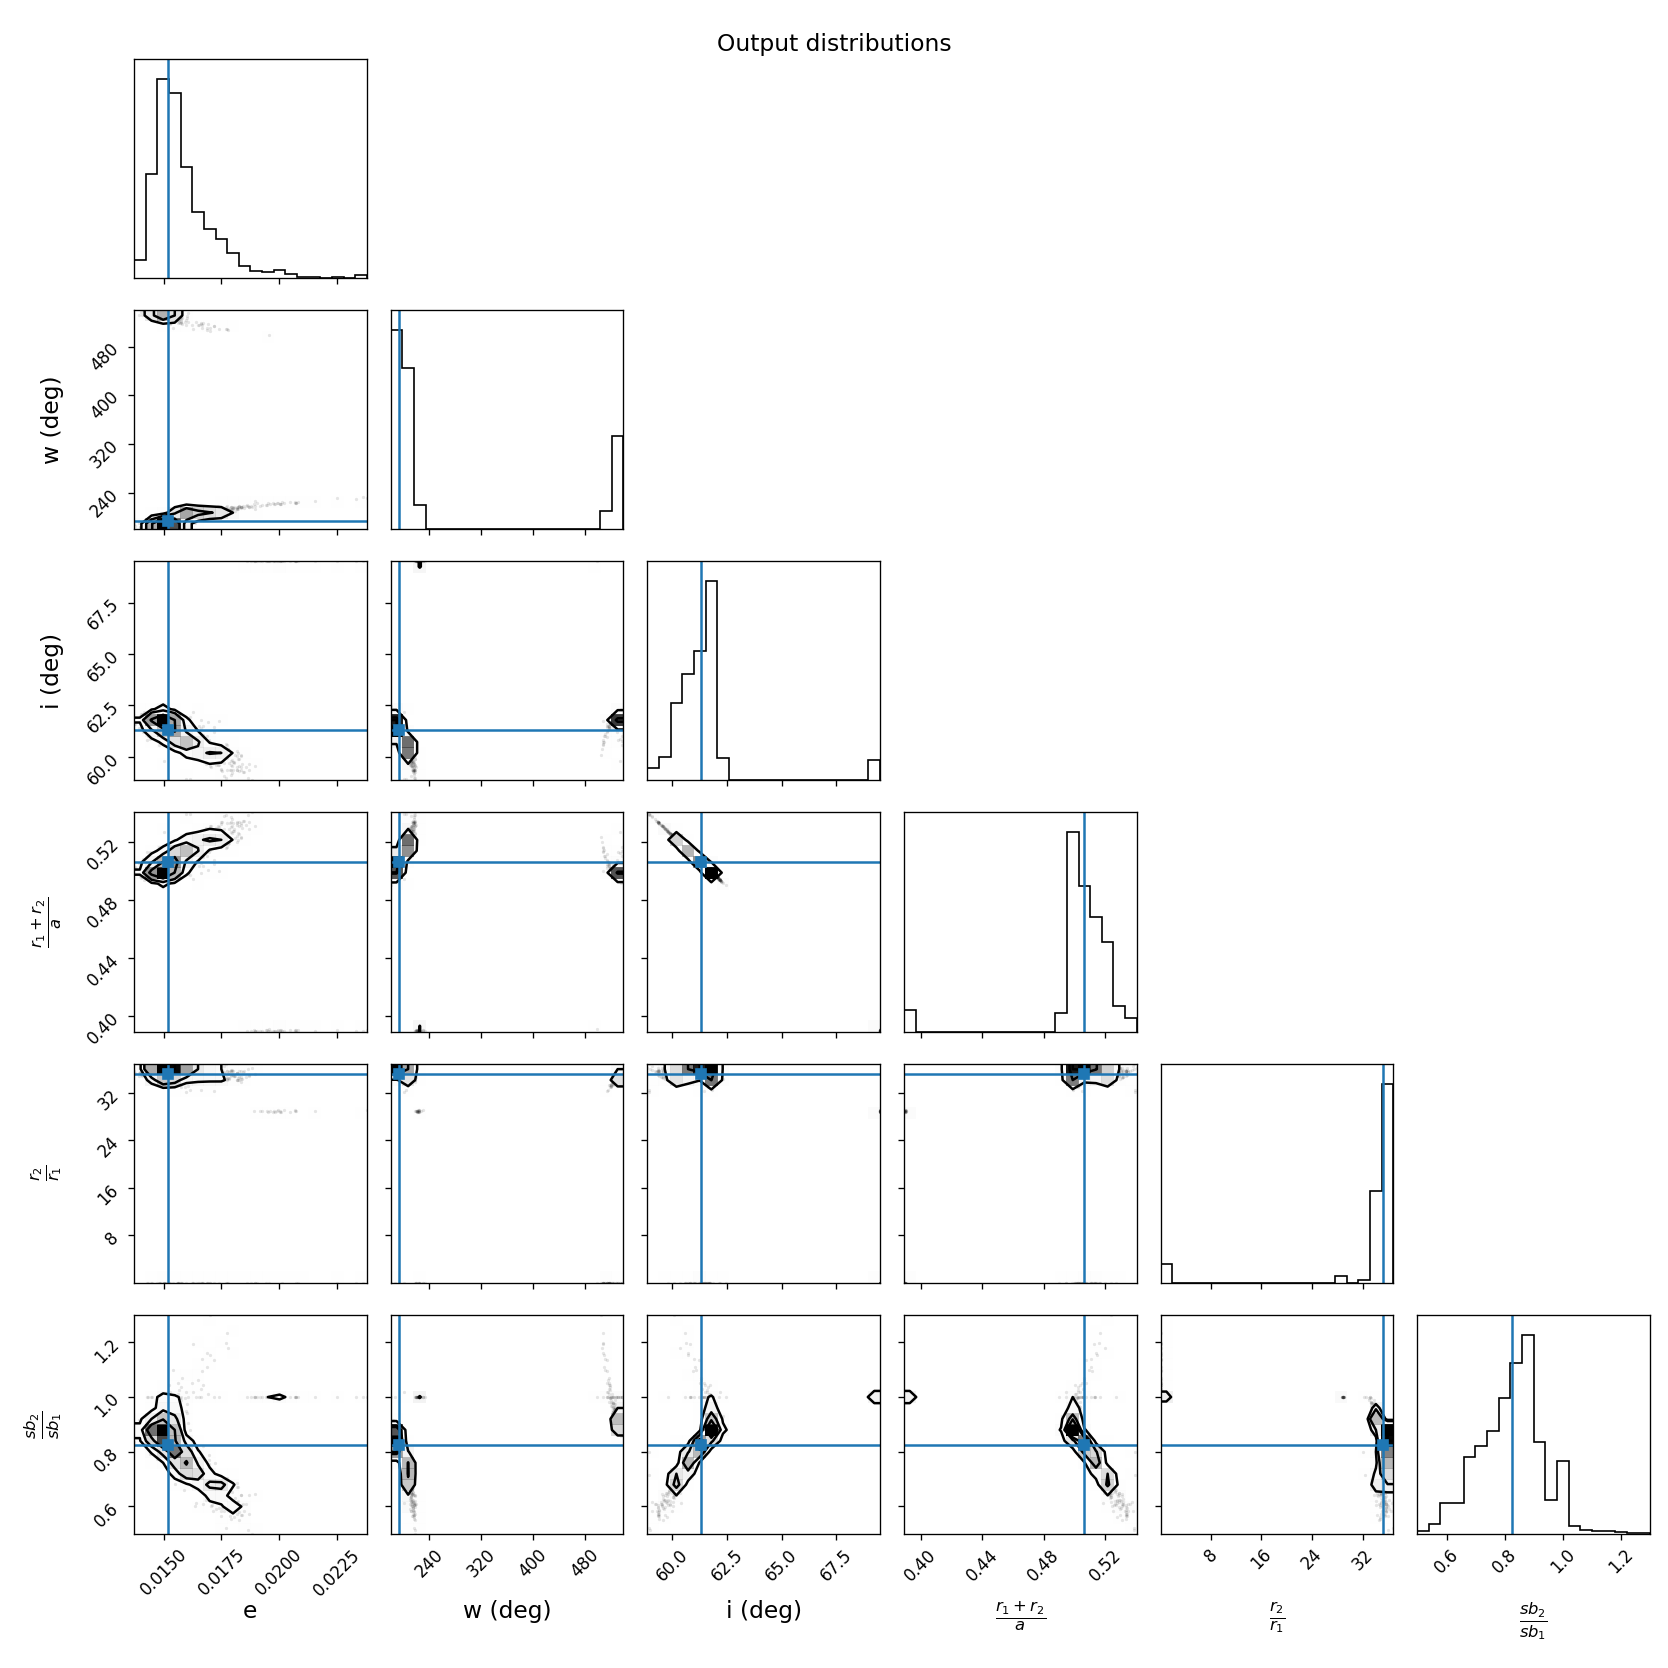 Output distributions
w (deg)
480
400
320
240
i (deg)
67.5
65.0
62.5
60.0
r₁ + r₂
a
0.52
0.48
0.44
0.40
r₂
r₁
32
24
16
8
sb₂
sb₁
1.2
1.0
0.8
0.6
0.0150 0.0175 0.0200 0.0225
240 320 400 480
60.0 62.5 65.0 67.5
0.40 0.44 0.48 0.52
8 16 24 32
0.6 0.8 1.0 1.2
e
w (deg)
i (deg)
r₁ + r₂
a
r₂
r₁
sb₂
sb₁